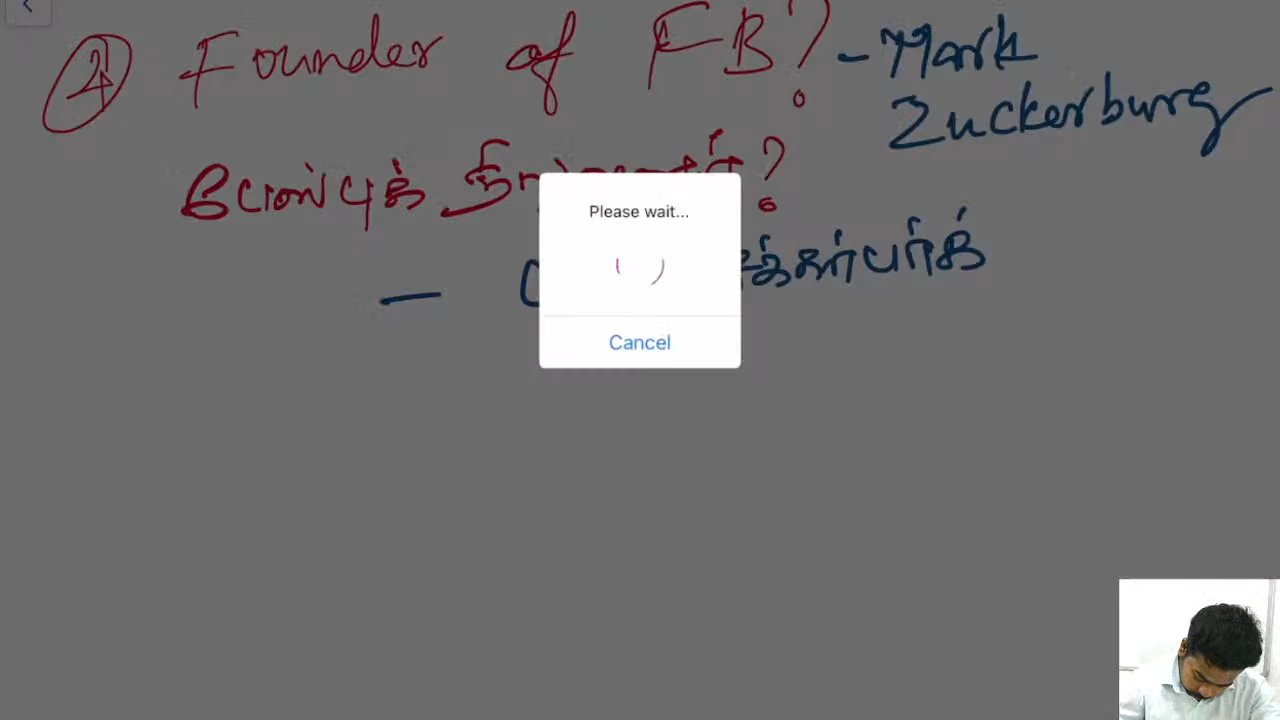 ④ Founder of FB? - Mark
Zuckerburg
பேஸ்புக்
Please wait...
—
Cancel